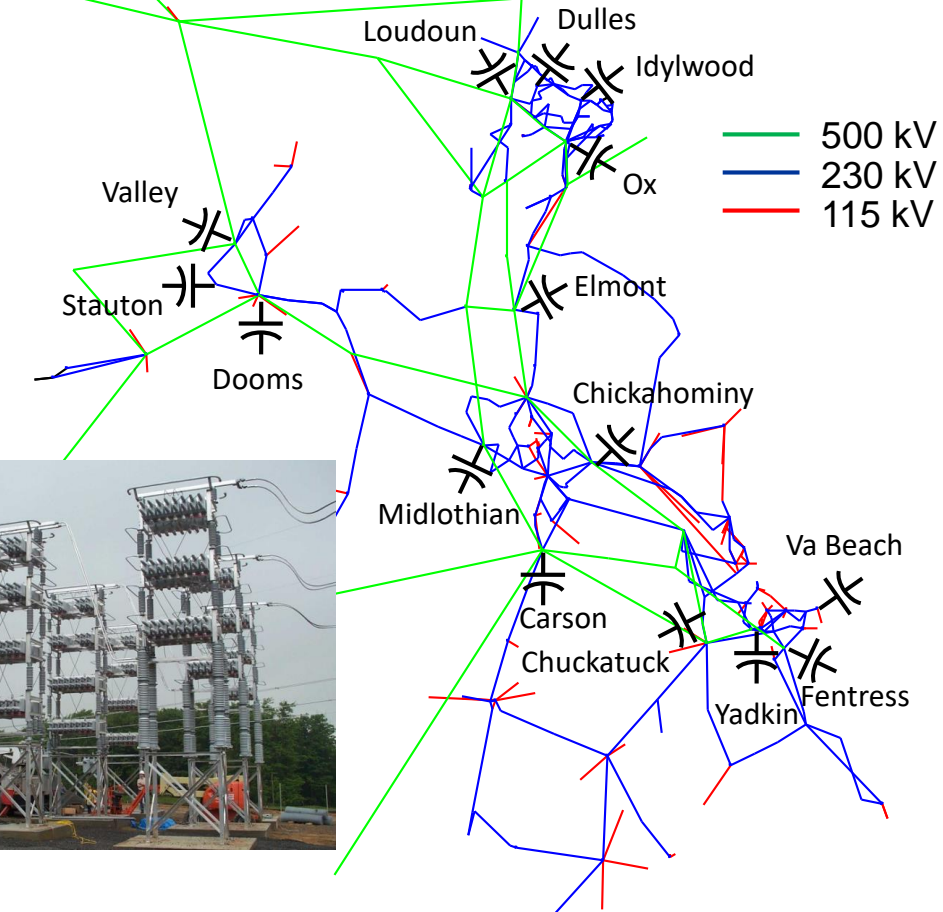 Dulles
Loudoun
Idylwood
500 kV
230 kV
Valley
Ox
115 kV
Elmont
Stauton
Dooms
Chickahominy
Midlothian
Va Beach
Carson
Chuckatuck
Fentress
Yadkin